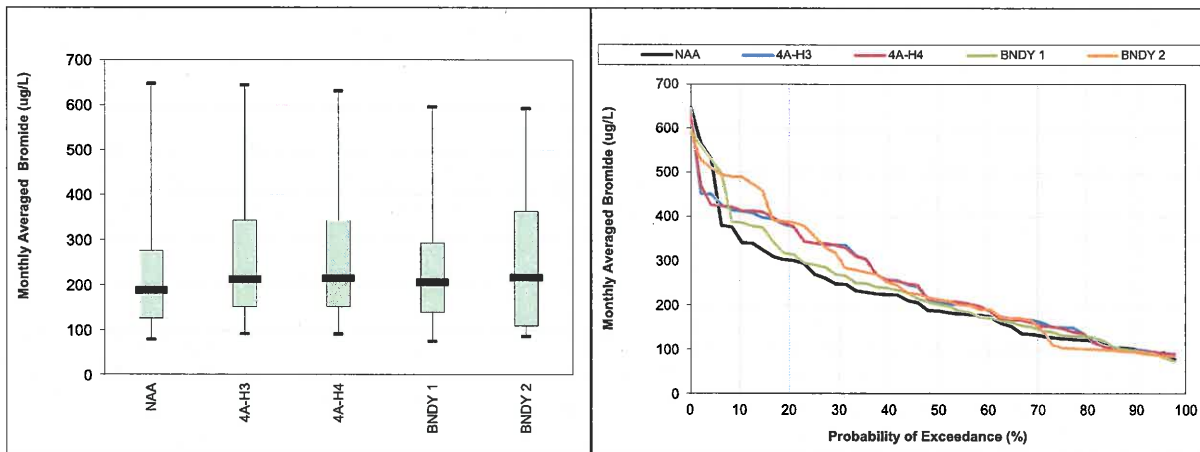 Monthly Averaged Bromide (ug/L)
700
600
500
400
300
200
100
0
NAA
4A-H3
4A-H4
BNDY 1
BNDY 2
NAA 4A-H3 4A-H4 BNDY 1 BNDY 2
Monthly Averaged Bromide (ug/L)
700
600
500
400
300
200
100
0
0 10 20 30 40 50 60 70 80 90 100
Probability of Exceedance (%)